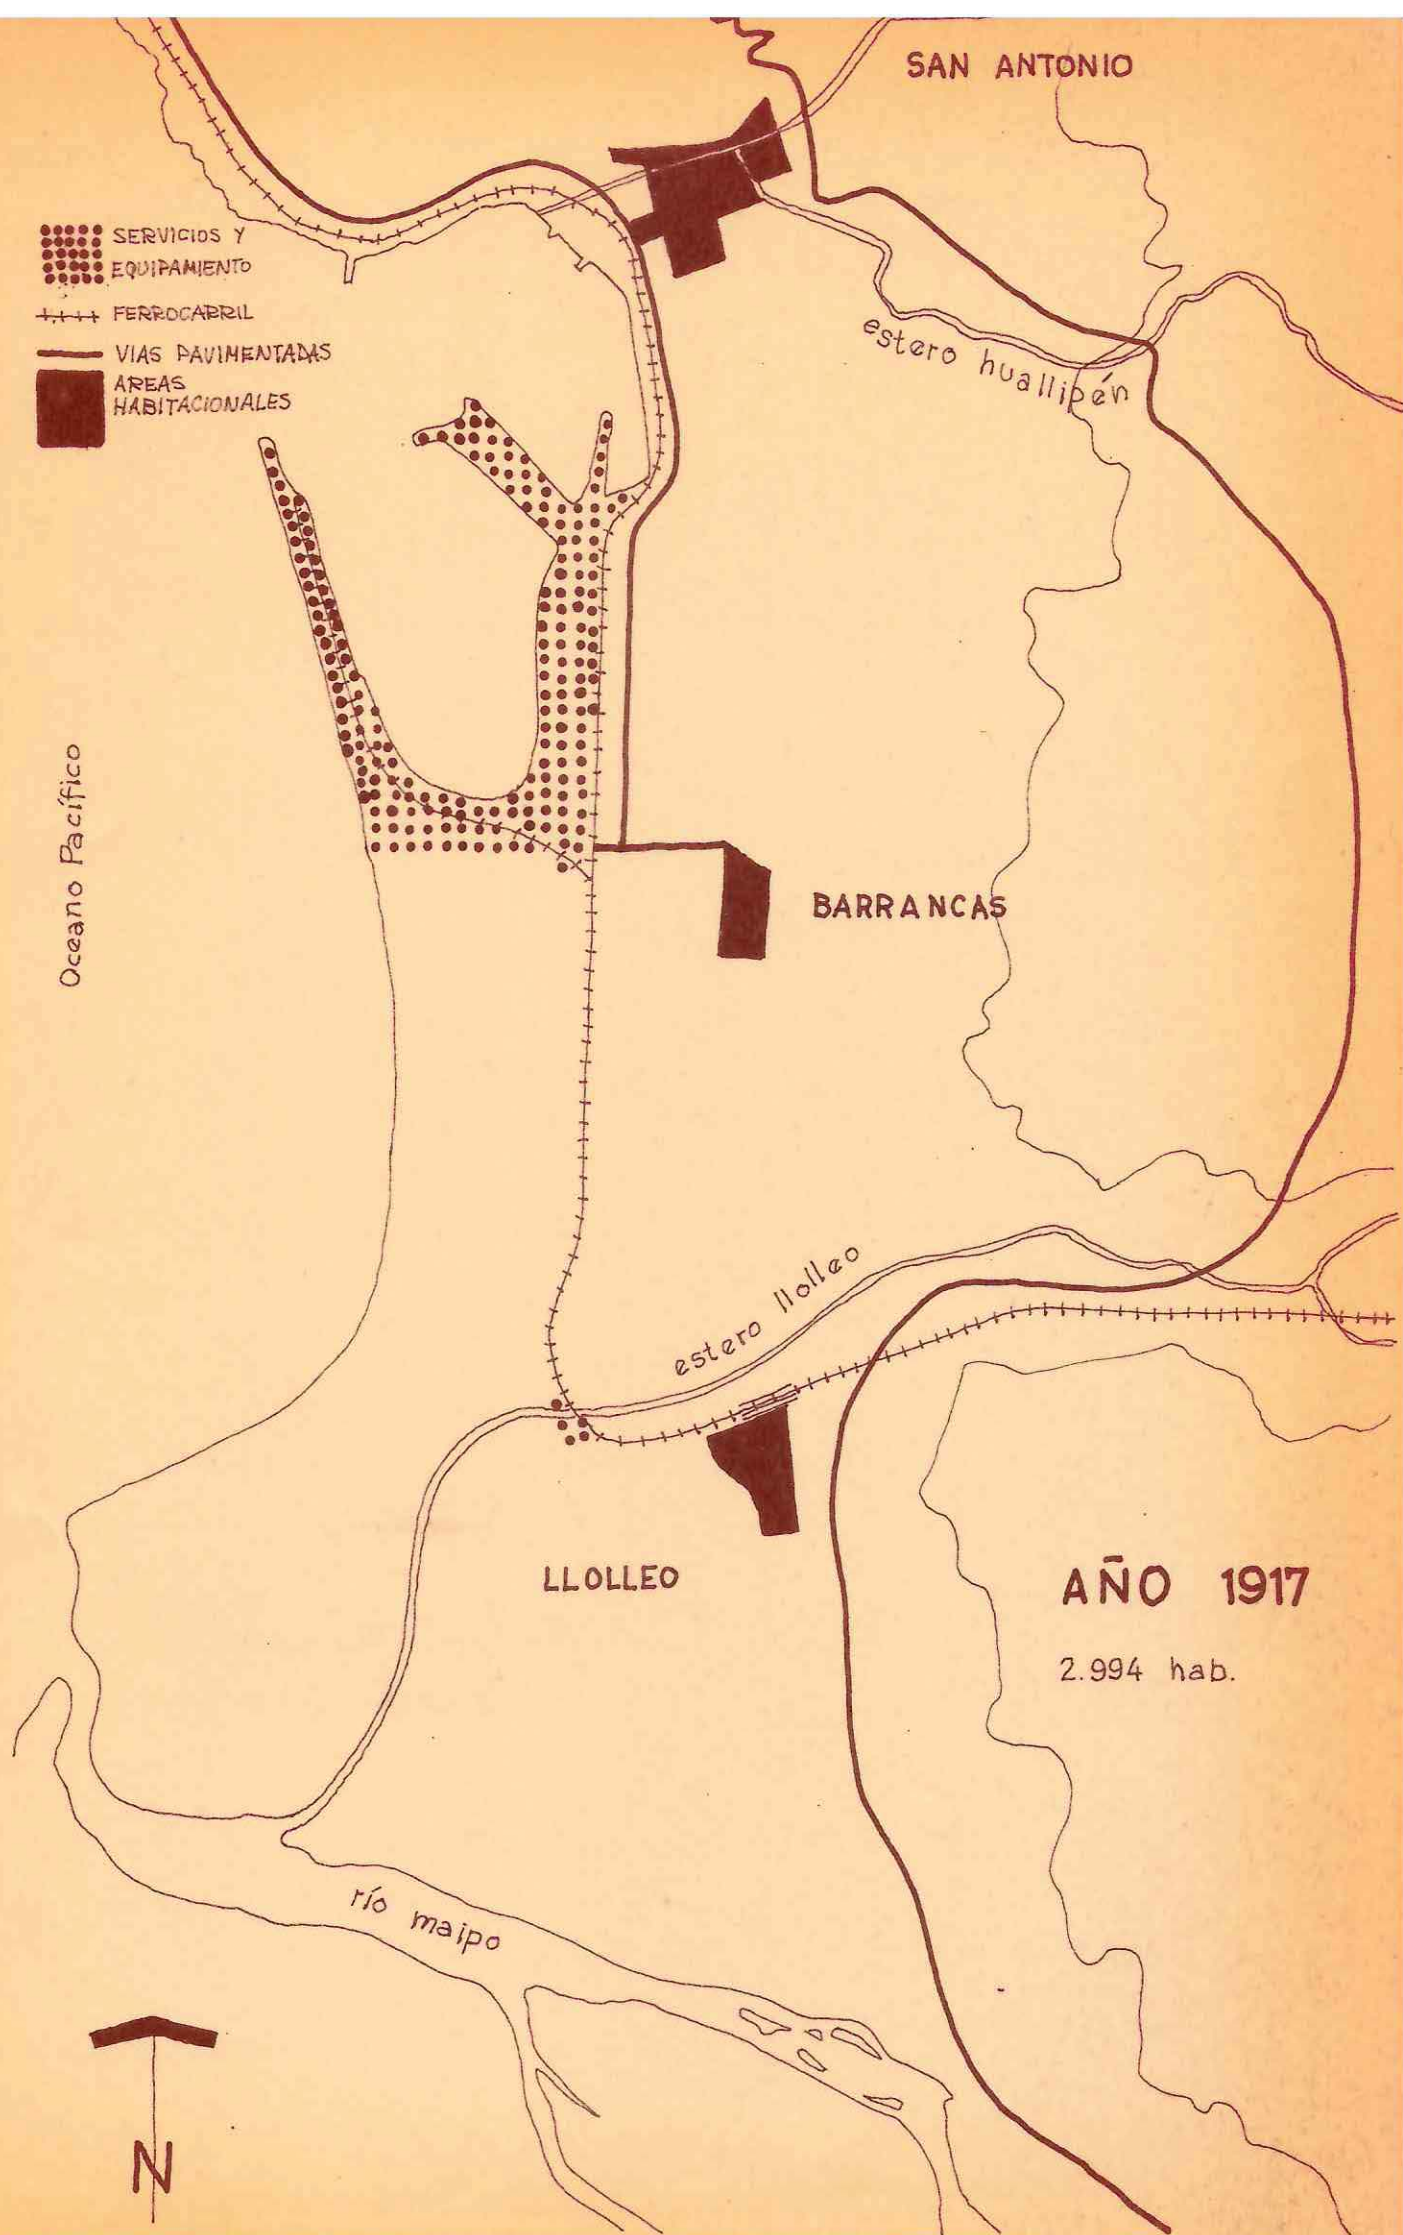 SAN ANTONIO
SERVICIOS Y
EQUIPAMIENTO
FERROCARRIL
VIAS PAVIMENTADAS
AREAS
HABITACIONALES
estero huallipén
Oceano Pacífico
BARRANCAS
estero llolleo
LLOLLEO
AÑO 1917
2.994 hab.
río maipo
N